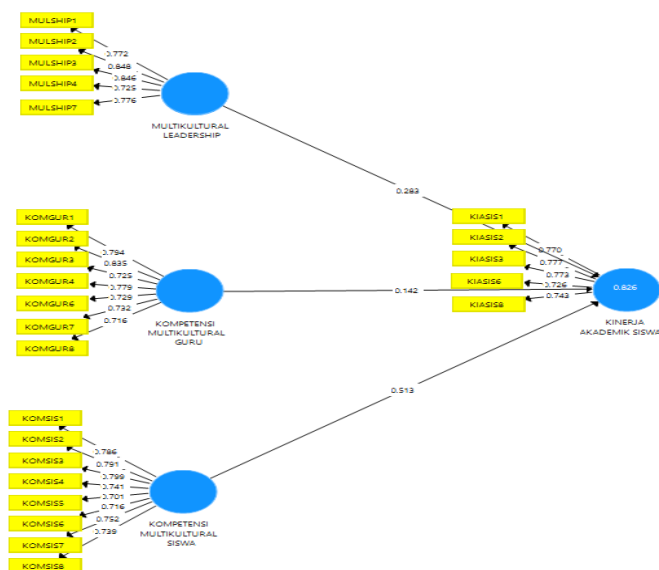 MULSHIP1
MULSHIP2
MULSHIP3
MULSHIP4
MULSHIP7
0.772
0.848
0.846
0.725
0.776
MULTIKULTURAL
LEADERSHIP
0.283
KOMGUR1
KOMGUR2
KOMGUR3
KOMGUR4
KOMGUR6
KOMGUR7
KOMGUR8
0.794
0.835
0.725
0.779
0.729
0.732
0.716
KOMPETENSI
MULTIKULTURAL
GURU
0.142
KIASIS1
KIASIS2
KIASIS3
KIASIS6
KIASIS8
0.770
0.777
0.773
0.726
0.743
0.826
KINERJA
AKADEMIK SISWA
0.513
KOMSIS1
KOMSIS2
KOMSIS3
KOMSIS4
KOMSIS5
KOMSIS6
KOMSIS7
KOMSIS8
0.786
0.791
0.741
0.701
0.716
0.752
0.739
KOMPETENSI
MULTIKULTURAL
SISWA